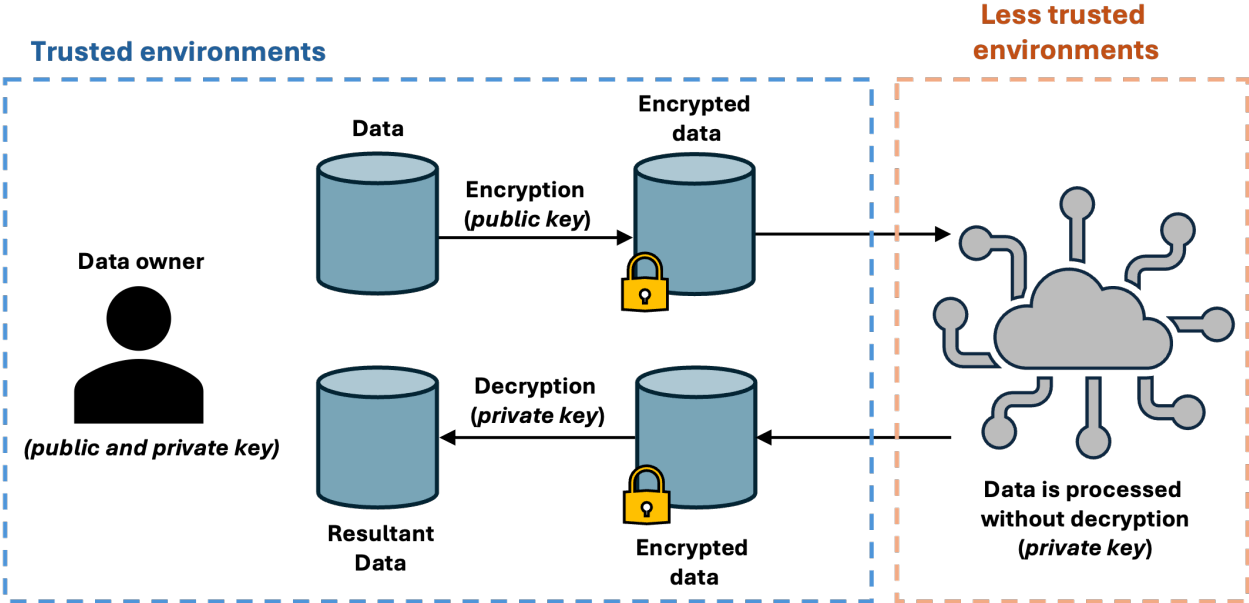 Trusted environments
Less trusted
environments
Data
Encrypted
data
Encryption
(public key)
Data owner
(public and private key)
Decryption
(private key)
Resultant
Data
Encrypted
data
Data is processed
without decryption
(private key)